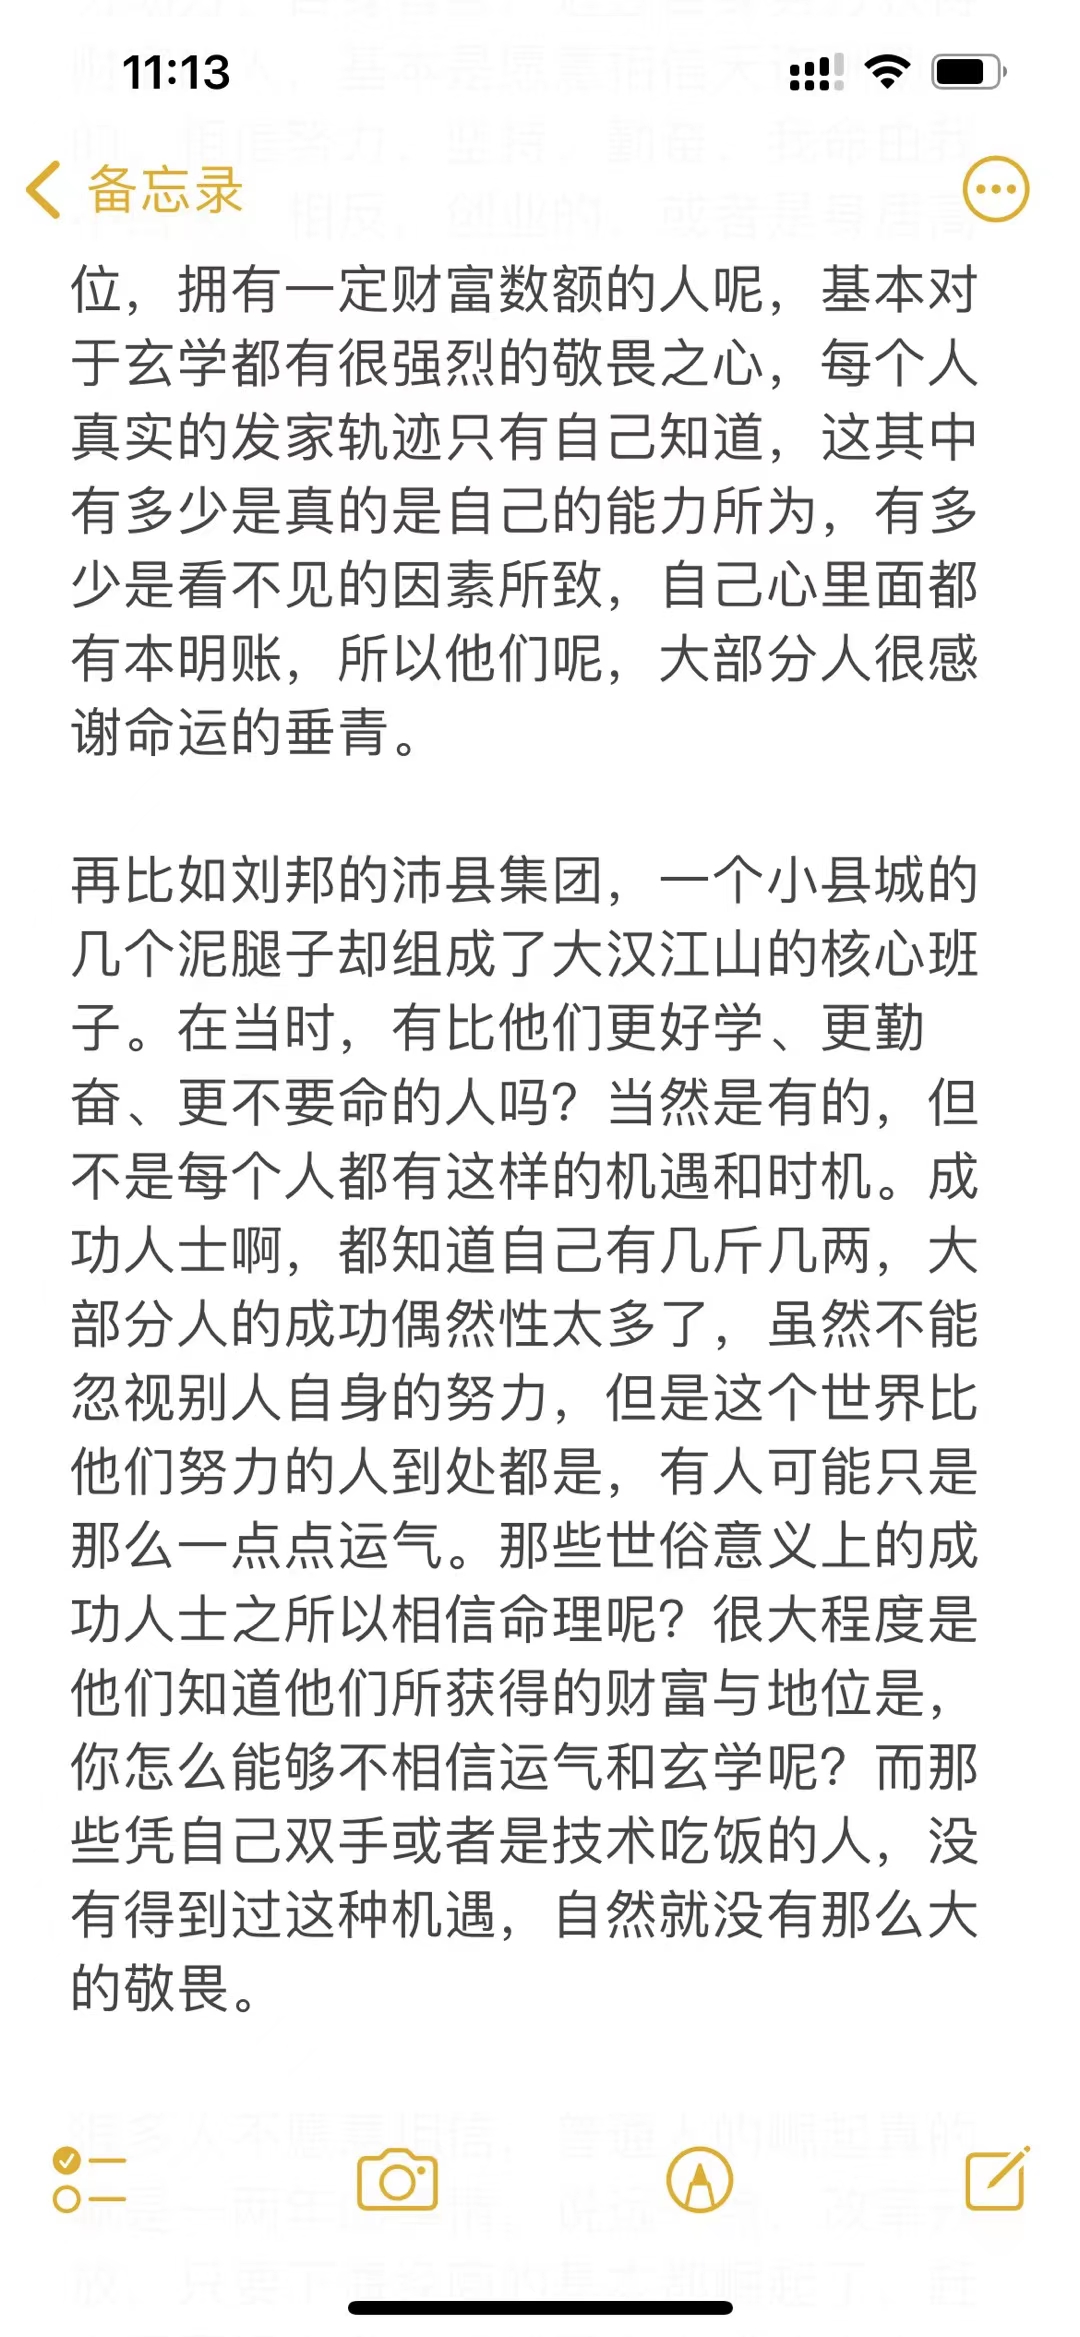 11:13
备忘录
位，拥有一定财富数额的人呢，基本对
于玄学都有很强烈的敬畏之心，每个人
真实的发家轨迹只有自己知道，这其中
有多少是真的是自己的能力所为，有多
少是看不见的因素所致，自己心里面都
有本明账，所以他们呢，大部分人很感
谢命运的垂青。
再比如刘邦的沛县集团，一个小县城的
几个泥腿子却组成了大汉江山的核心班
子。在当时，有比他们更好学、更勤
奋、更不要命的人吗？当然是有的，但
不是每个人都有这样的机遇和时机。成
功人士啊，都知道自己有几斤几两，大
部分人的成功偶然性太多了，虽然不能
忽视别人自身的努力，但是这个世界比
他们努力的人到处都是，有人可能只是
那么一点点运气。那些世俗意义上的成
功人士之所以相信命理呢？很大程度是
他们知道他们所获得的财富与地位是，
你怎么能够不相信运气和玄学呢？而那
些凭自己双手或者是技术吃饭的人，没
有得到过这种机遇，自然就没有那么大
的敬畏。